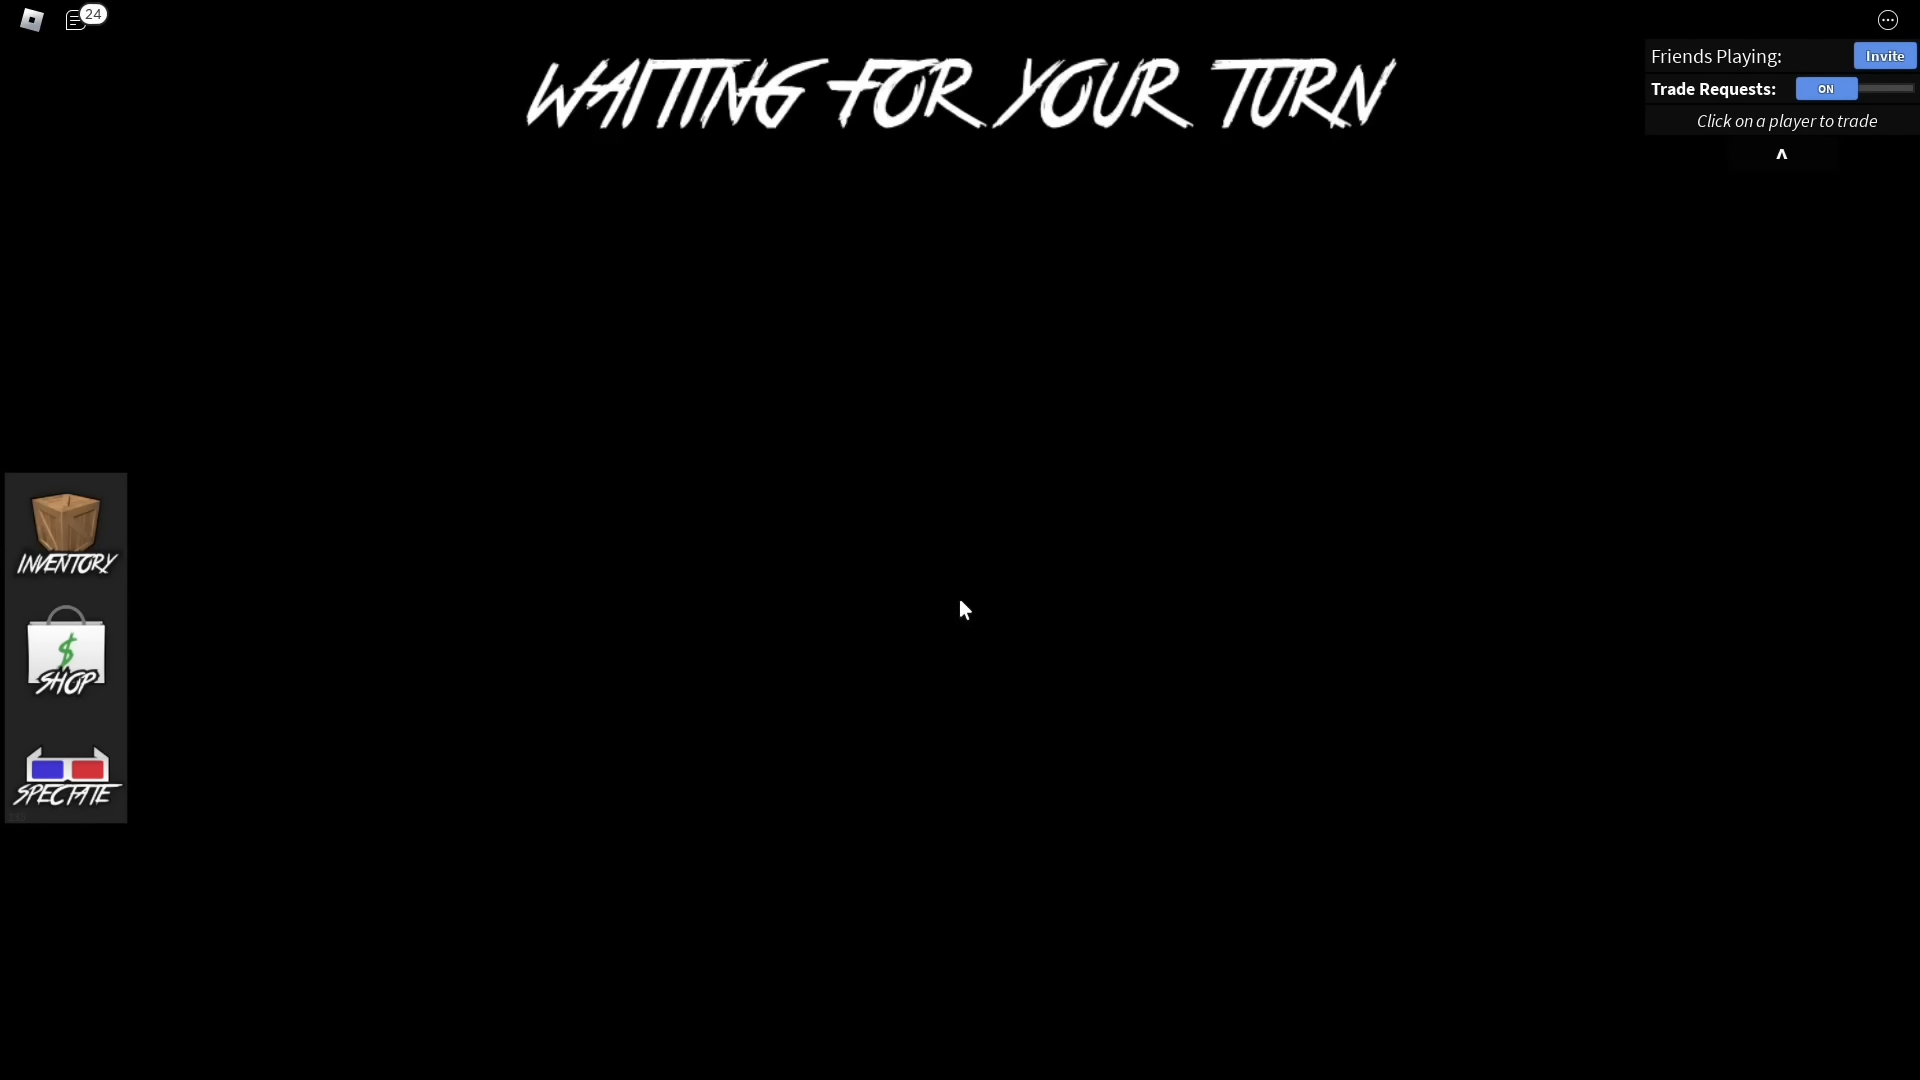 24
WAITING FOR YOUR TURN
Friends Playing:
Invite
Trade Requests:
ON
Click on a player to trade
ʌ
INVENTORY
$
SHOP
SPECTATE